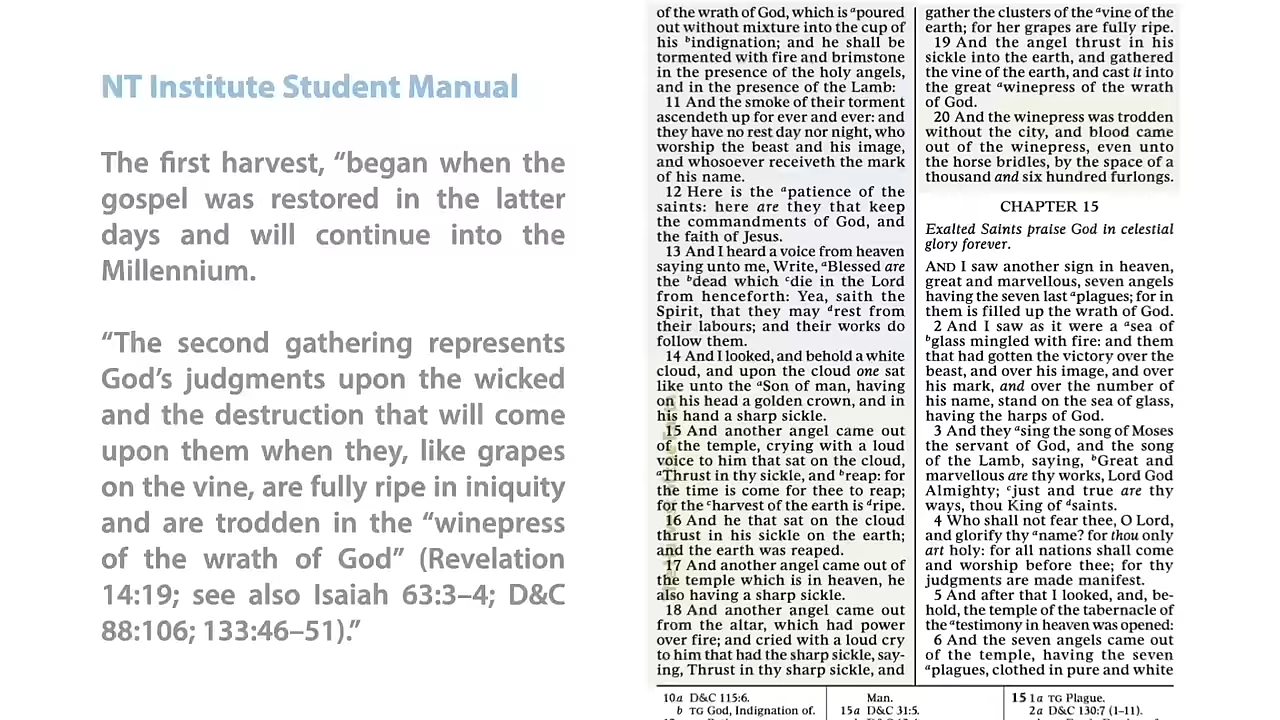 NT Institute Student Manual
The first harvest, “began when the
gospel was restored in the latter
days and will continue into the
Millennium.
“The second gathering represents
God’s judgments upon the wicked
and the destruction that will come
upon them when they, like grapes
on the vine, are fully ripe in iniquity
and are trodden in the “winepress
of the wrath of God” (Revelation
14:19; see also Isaiah 63:3–4; D&C
88:106; 133:46–51).”
of the wrath of God, which is ᵃpoured
out without mixture into the cup of
his ᵇindignation; and he shall be
tormented with fire and brimstone
in the presence of the holy angels,
and in the presence of the Lamb:
11 And the smoke of their torment
ascendeth up for ever and ever: and
they have no rest day nor night, who
worship the beast and his image,
and whosoever receiveth the mark
of his name.
12 Here is the ᵃpatience of the
saints: here are they that keep
the commandments of God, and
the faith of Jesus.
13 And I heard a voice from heaven
saying unto me, Write, ᵃBlessed are
the ᵇdead which ᶜdie in the Lord
from henceforth: Yea, saith the
Spirit, that they may ᵈrest from
their labours; and their works do
follow them.
14 And I looked, and behold a white
cloud, and upon the cloud one sat
like unto the ᵃSon of man, having
on his head a golden crown, and in
his hand a sharp sickle.
15 And another angel came out
of the temple, crying with a loud
voice to him that sat on the cloud,
ᵃThrust in thy sickle, and ᵇreap: for
the time is come for thee to reap;
for the ᶜharvest of the earth is ᵈripe.
16 And he that sat on the cloud
thrust in his sickle on the earth;
and the earth was reaped.
17 And another angel came out of
the temple which is in heaven, he
also having a sharp sickle.
18 And another angel came out
from the altar, which had power
over fire; and cried with a loud cry
to him that had the sharp sickle, say-
ing, Thrust in thy sharp sickle, and
gather the clusters of the ᵃvine of the
earth; for her grapes are fully ripe.
19 And the angel thrust in his
sickle into the earth, and gathered
the vine of the earth, and cast it into
the great ᵃwinepress of the wrath
of God.
20 And the winepress was trodden
without the city, and blood came
out of the winepress, even unto
the horse bridles, by the space of a
thousand and six hundred furlongs.
CHAPTER 15
Exalted Saints praise God in celestial
glory forever.
AND I saw another sign in heaven,
great and marvellous, seven angels
having the seven last ᵃplagues; for in
them is filled up the wrath of God.
2 And I saw as it were a ᵃsea of
ᵇglass mingled with fire: and them
that had gotten the victory over the
beast, and over his image, and over
his mark, and over the number of
his name, stand on the sea of glass,
having the harps of God.
3 And they ᵃsing the song of Moses
the servant of God, and the song
of the Lamb, saying, ᵇGreat and
marvellous are thy works, Lord God
Almighty; ᶜjust and true are thy
ways, thou King of ᵈsaints.
4 Who shall not fear thee, O Lord,
and glorify thy ᵃname? for thou only
art holy: for all nations shall come
and worship before thee; for thy
judgments are made manifest.
5 And after that I looked, and, be-
hold, the temple of the tabernacle of
the ᵃtestimony in heaven was opened:
6 And the seven angels came out
of the temple, having the seven
ᵃplagues, clothed in pure and white
10a D&C 115:6.
b TG God, Indignation of.
Man.
15a D&C 31:5.
15 1a TG Plague.
2a D&C 130:7 (1–11).